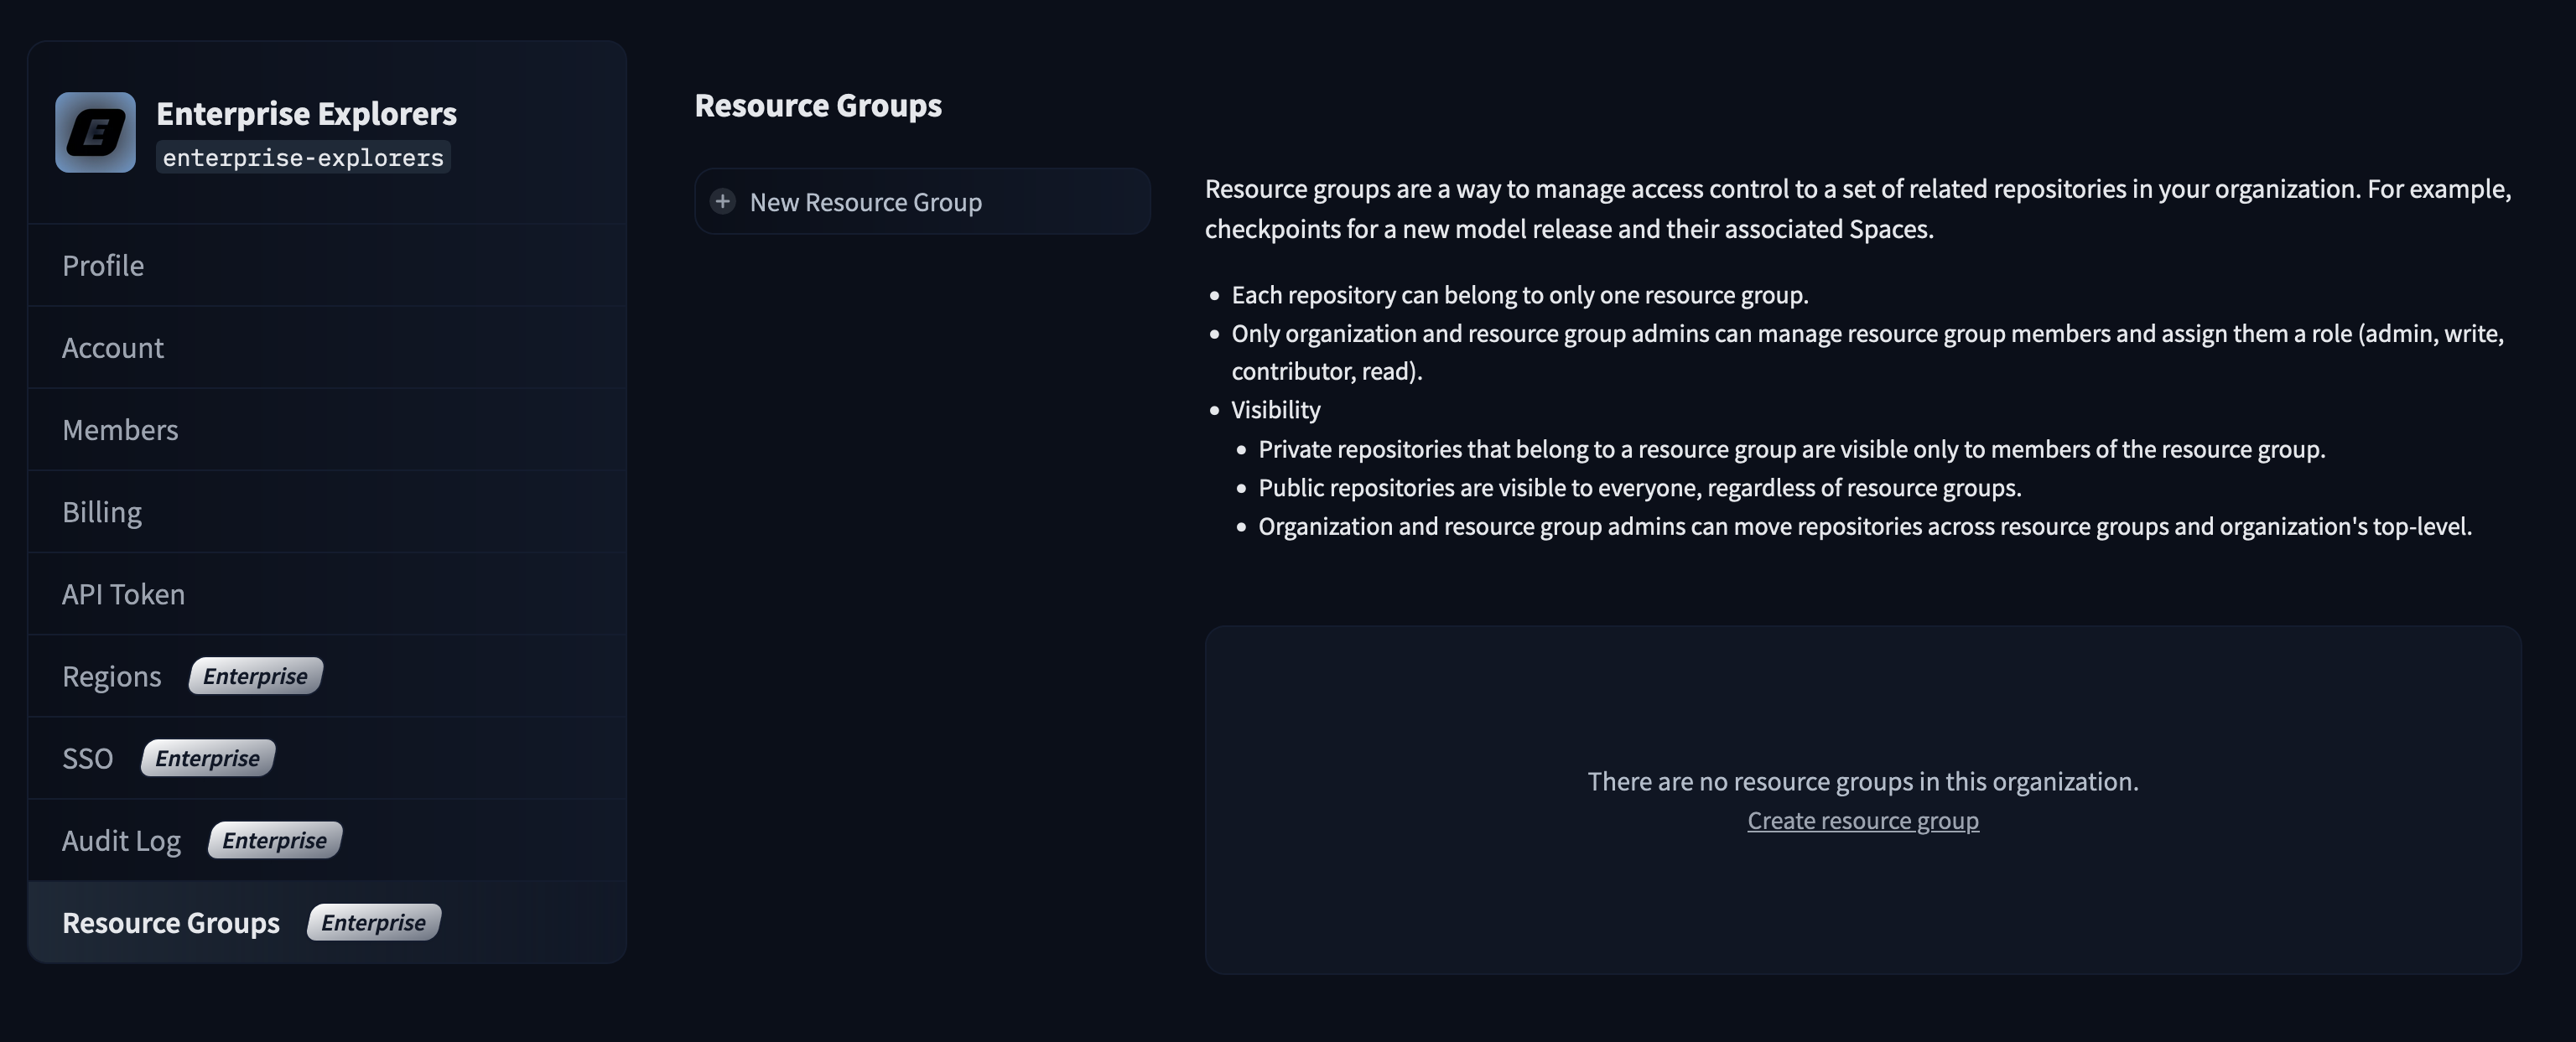 E
Enterprise Explorers
enterprise-explorers
Profile
Account
Members
Billing
API Token
Regions Enterprise
SSO Enterprise
Audit Log Enterprise
Resource Groups Enterprise
Resource Groups
New Resource Group
Resource groups are a way to manage access control to a set of related repositories in your organization. For example,
checkpoints for a new model release and their associated Spaces.
• Each repository can belong to only one resource group.
• Only organization and resource group admins can manage resource group members and assign them a role (admin, write,
contributor, read).
• Visibility
• Private repositories that belong to a resource group are visible only to members of the resource group.
• Public repositories are visible to everyone, regardless of resource groups.
• Organization and resource group admins can move repositories across resource groups and organization's top-level.
There are no resource groups in this organization.
Create resource group